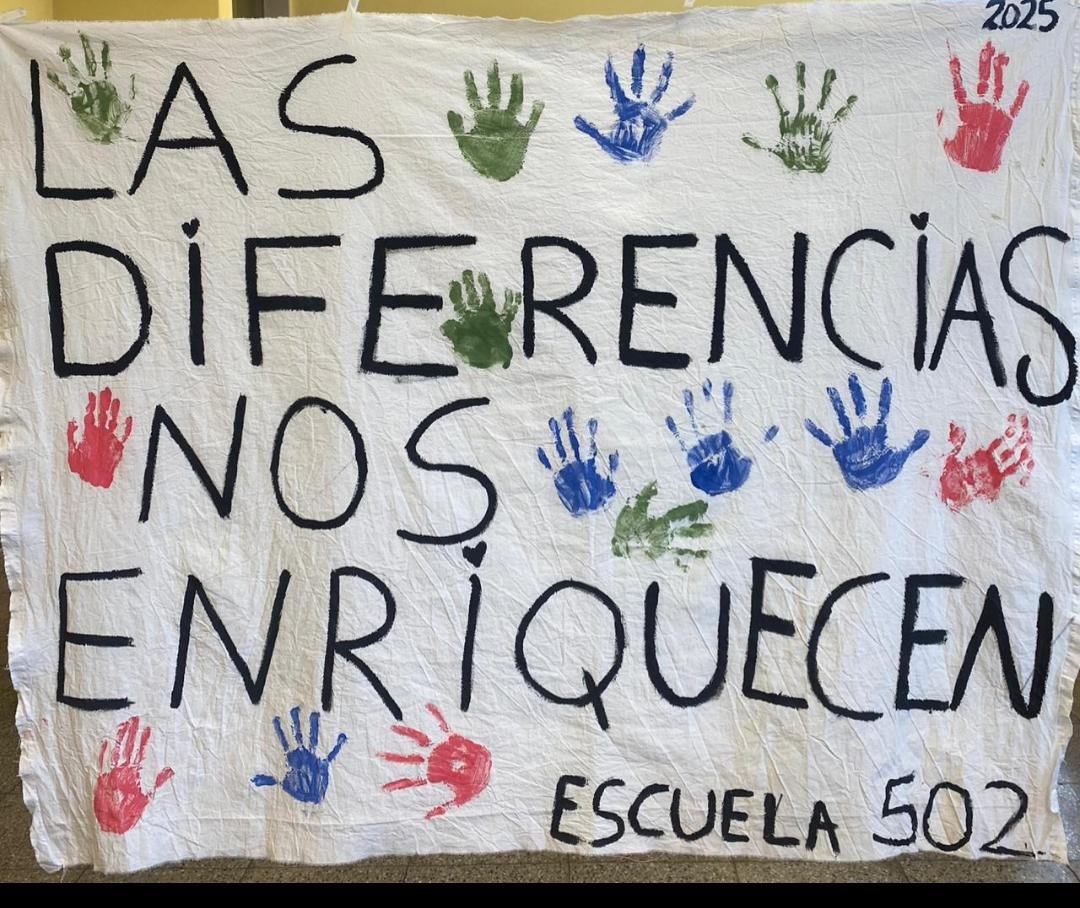 2025
LAS
DiFERENCiAS
NOS
ENRiQUECEN
ESCUELA 502.